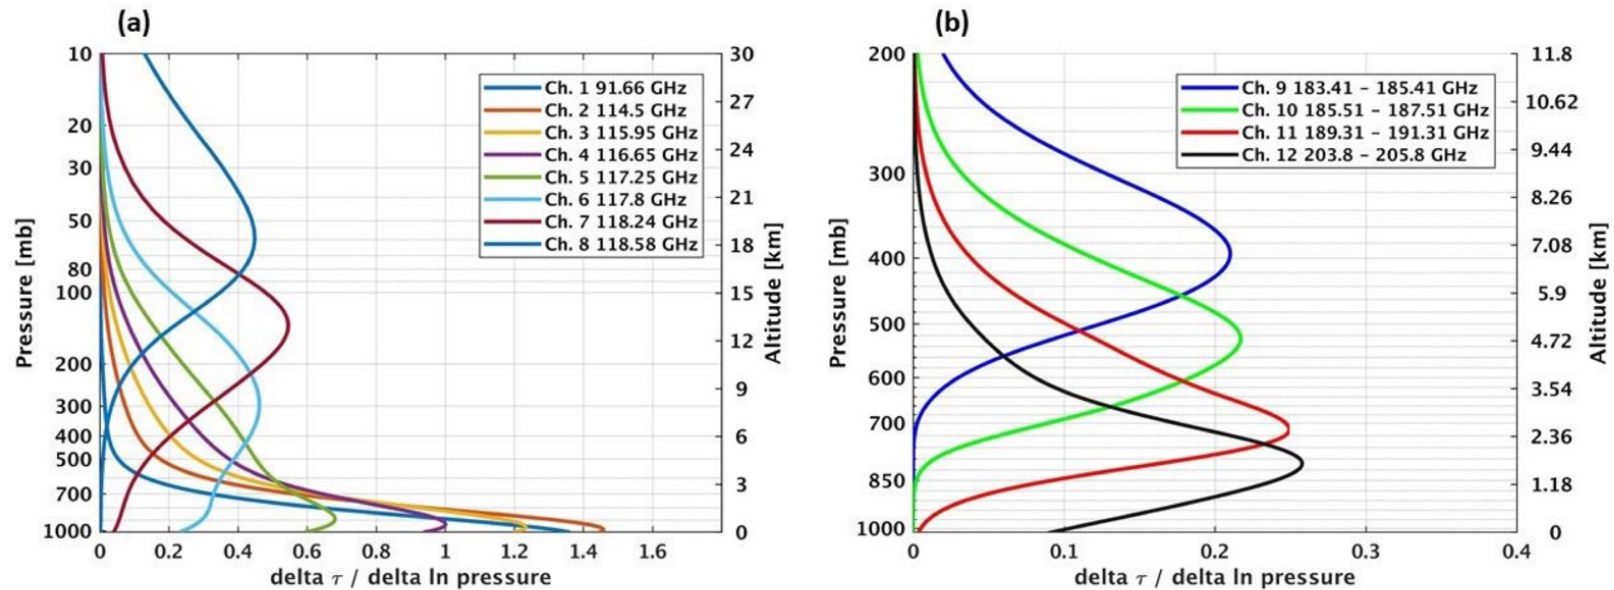 (a)
10
20
30
50
80
100
200
300
400
500
700
1000
Pressure [mb]
30
27
24
21
18
15
12
9
6
3
0
Altitude [km]
Ch. 1 91.66 GHz
Ch. 2 114.5 GHz
Ch. 3 115.95 GHz
Ch. 4 116.65 GHz
Ch. 5 117.25 GHz
Ch. 6 117.8 GHz
Ch. 7 118.24 GHz
Ch. 8 118.58 GHz
0 0.2 0.4 0.6 0.8 1 1.2 1.4 1.6
delta τ / delta ln pressure
(b)
200
300
400
500
600
700
850
1000
Pressure [mb]
11.8
10.62
9.44
8.26
7.08
5.9
4.72
3.54
2.36
1.18
0
Altitude [km]
Ch. 9 183.41 – 185.41 GHz
Ch. 10 185.51 – 187.51 GHz
Ch. 11 189.31 – 191.31 GHz
Ch. 12 203.8 – 205.8 GHz
0 0.1 0.2 0.3 0.4
delta τ / delta ln pressure